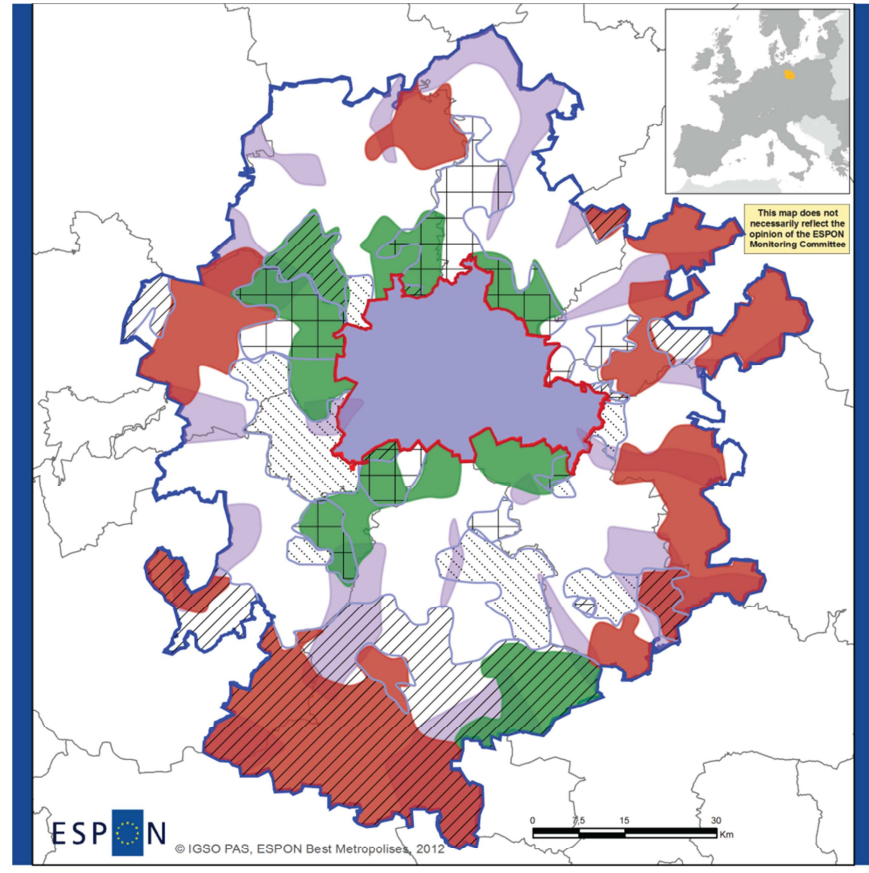 This map does not
necessarily reflect the
opinion of the ESPON
Monitoring Committee
ESPON
© IGSO PAS, ESPON Best Metropolises, 2012
0 7,5 15 30
Km